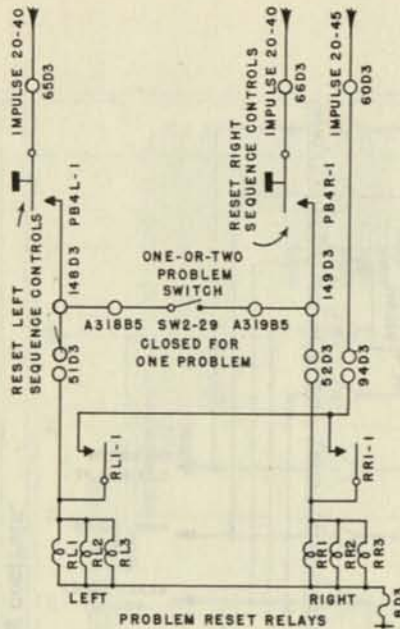 IMPULSE 20-40
65D3
IMPULSE 20-40
66D3
IMPULSE 20-45
60D3
RESET LEFT
SEQUENCE CONTROLS
PB4L-1
RESET RIGHT
SEQUENCE CONTROLS
PB4R-1
148D3
149D3
ONE-OR-TWO
PROBLEM
SWITCH
A318B5 SW2-29 A319B5
CLOSED FOR
ONE PROBLEM
51D3
52D3
94D3
RL1-1
RR1-1
RL1
RL2
RL3
RR1
RR2
RR3
LEFT
RIGHT
PROBLEM RESET RELAYS
8D3